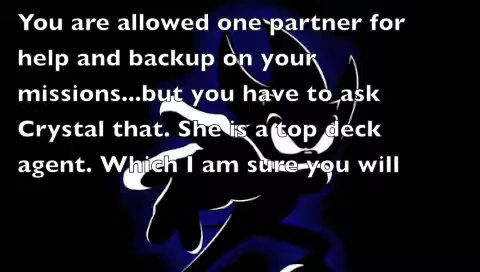 You are allowed one partner for
help and backup on your
missions...but you have to ask
Crystal that. She is a top deck
agent. Which I am sure you will